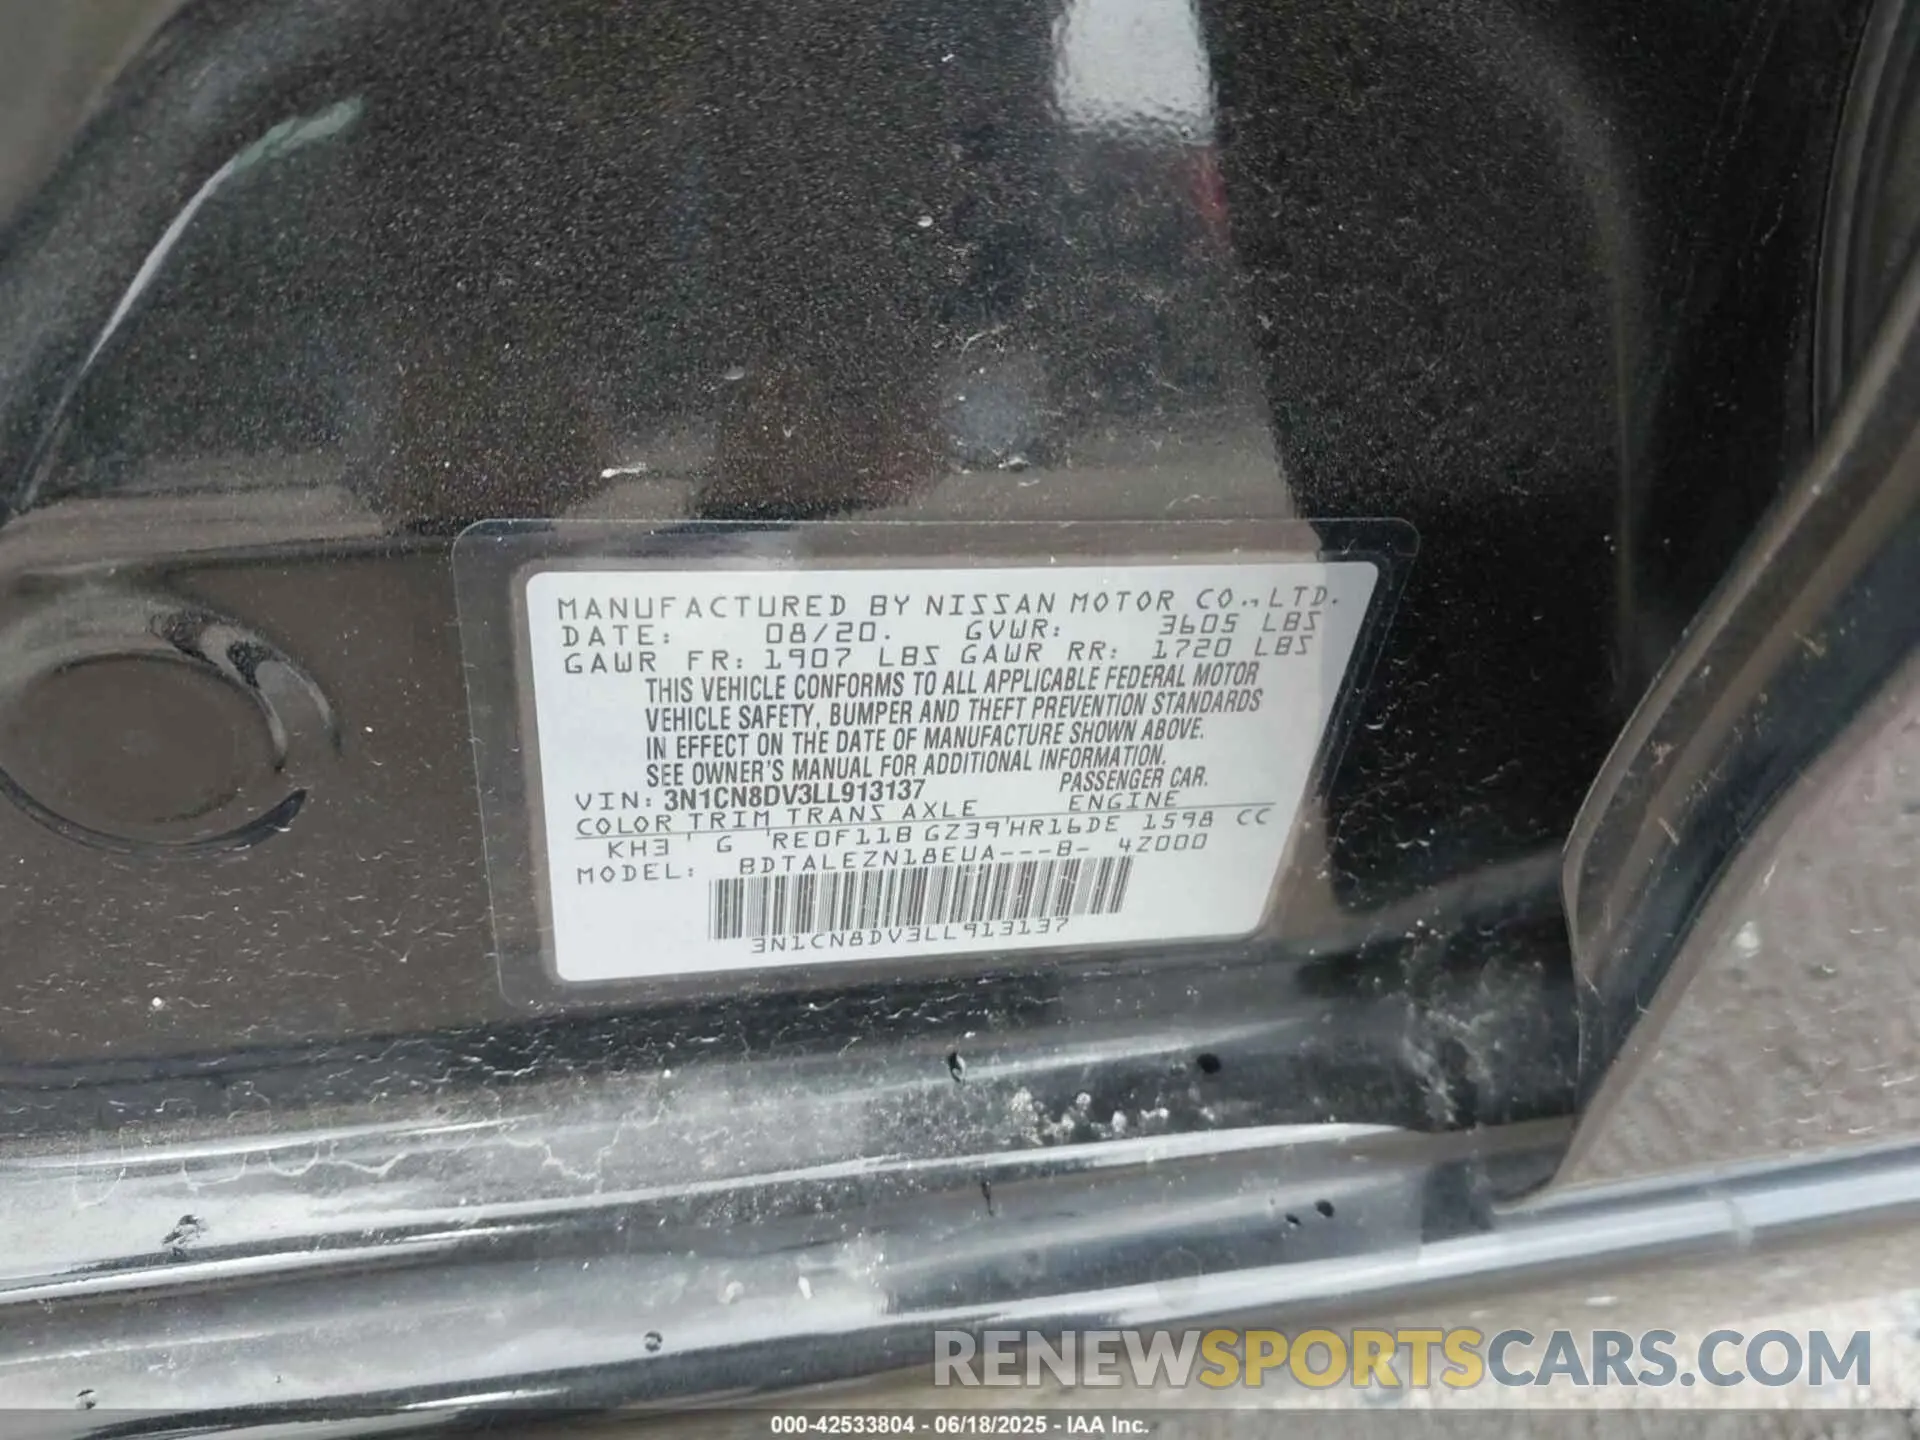 MANUFACTURED BY NISSAN MOTOR CO., LTD.
DATE: 08/20. GVWR: 3605 LBS
GAWR FR: 1907 LBS GAWR RR: 1720 LBS
THIS VEHICLE CONFORMS TO ALL APPLICABLE FEDERAL MOTOR
VEHICLE SAFETY, BUMPER AND THEFT PREVENTION STANDARDS
IN EFFECT ON THE DATE OF MANUFACTURE SHOWN ABOVE.
SEE OWNER'S MANUAL FOR ADDITIONAL INFORMATION.
VIN: 3N1CN8DV3LL913137 PASSENGER CAR.
COLOR TRIM TRANS AXLE ENGINE
KH3 ' G 'RE0F11B GZ39'HR16DE 1598 CC
MODEL: BDTALEZN18EUA---B- 4Z000
3N1CN8DV3LL913137
RENEWSPORTSCARS.COM
000-42533804 - 06/18/2025 - IAA Inc.